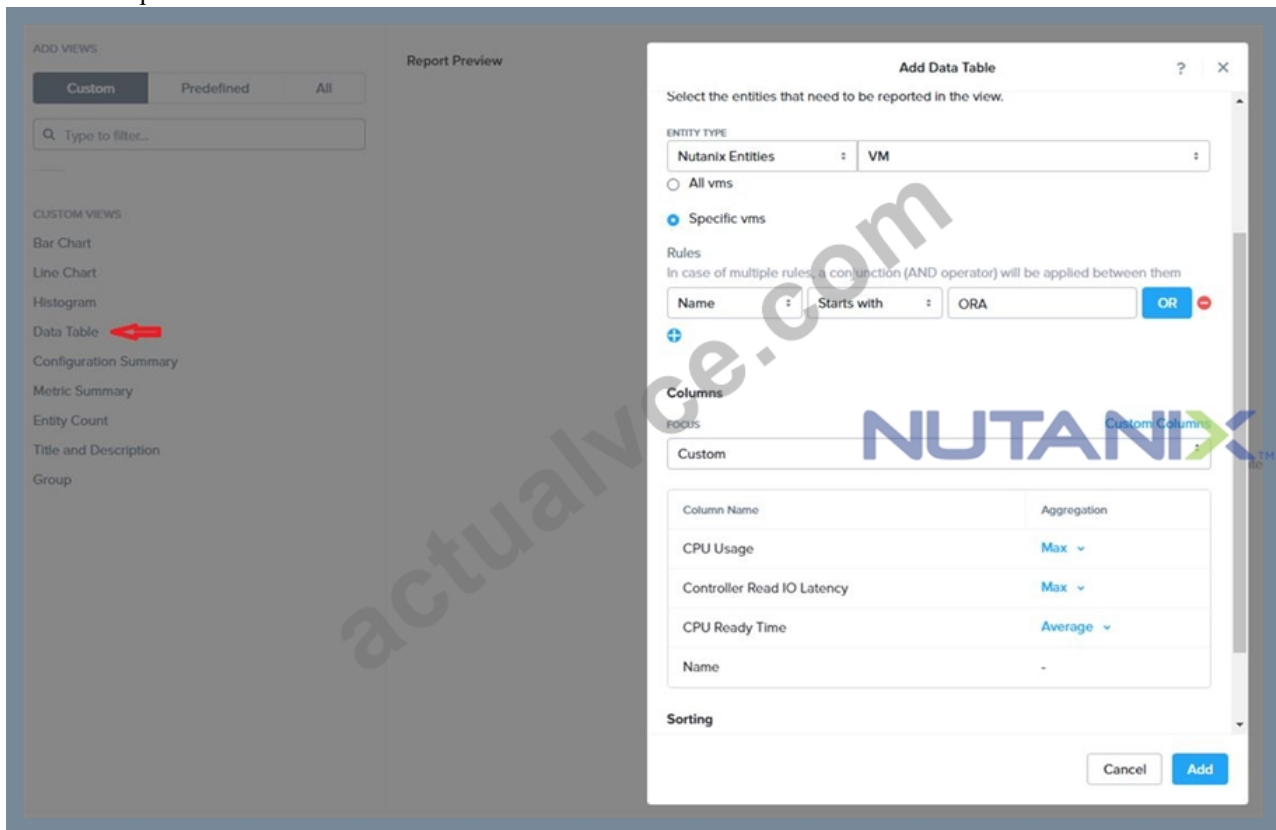 ADD VIEWS
Custom Predefined All
Type to filter...
CUSTOM VIEWS
Bar Chart
Line Chart
Histogram
Data Table
Configuration Summary
Metric Summary
Entity Count
Title and Description
Group
Report Preview
Add Data Table ? ×
Select the entities that need to be reported in the view.
ENTITY TYPE
Nutanix Entities VM
All vms
Specific vms
Rules
In case of multiple rules, a conjunction (AND operator) will be applied between them
Name Starts with ORA OR
Columns
FOCUS Custom Columns
Custom
Column Name Aggregation
CPU Usage Max
Controller Read IO Latency Max
CPU Ready Time Average
Name -
Sorting
Cancel Add
NUTANIX™
actualvce.com